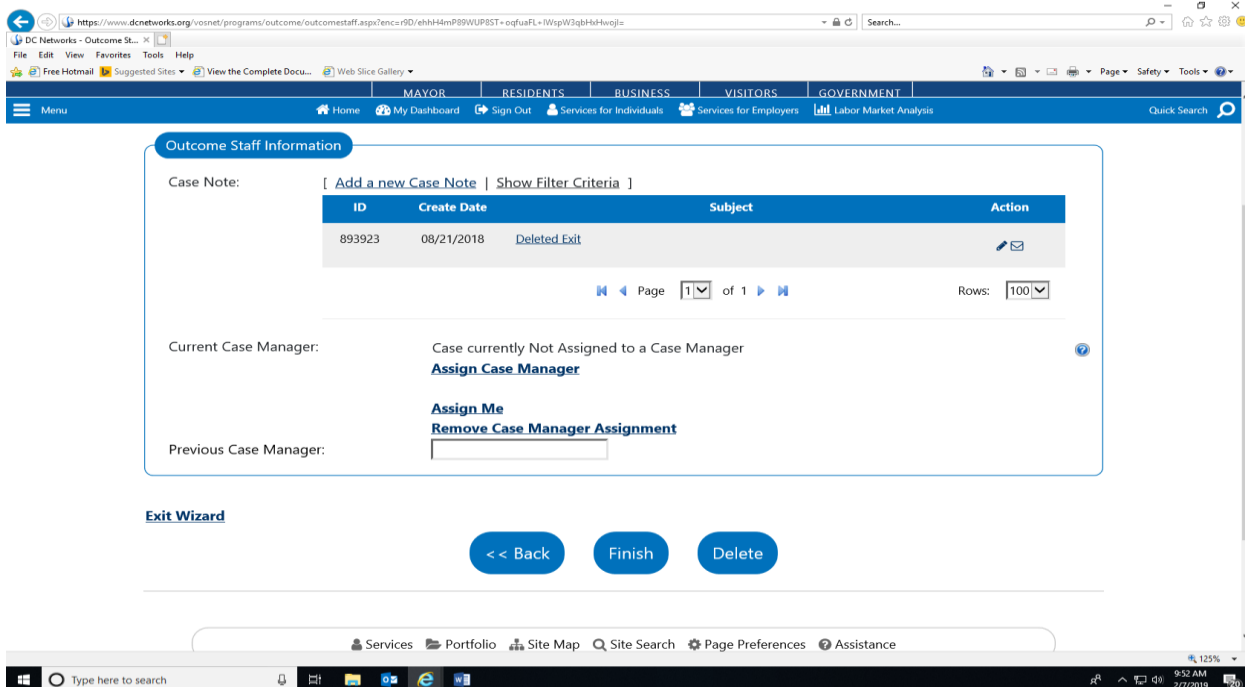 https://www.dcnetworks.org/vosnet/programs/outcome/outcomestaff.aspx?enc=r9D/ehhH4mP89WUP8ST+oqfuaFL+IWspW3qbHxHwojI= Search...
DC Networks - Outcome St...
File Edit View Favorites Tools Help
Free Hotmail Suggested Sites View the Complete Docu... Web Slice Gallery Page Safety Tools
MAYOR RESIDENTS BUSINESS VISITORS GOVERNMENT
Menu Home My Dashboard Sign Out Services for Individuals Services for Employers Labor Market Analysis Quick Search
Outcome Staff Information
Case Note: [ Add a new Case Note | Show Filter Criteria ]
ID Create Date Subject Action
893923 08/21/2018 Deleted Exit
Page 1 of 1 Rows: 100
Current Case Manager: Case currently Not Assigned to a Case Manager
Assign Case Manager
Assign Me
Remove Case Manager Assignment
Previous Case Manager:
Exit Wizard
<< Back Finish Delete
Services Portfolio Site Map Site Search Page Preferences Assistance
125%
Type here to search 9:52 AM
2/7/2019 20